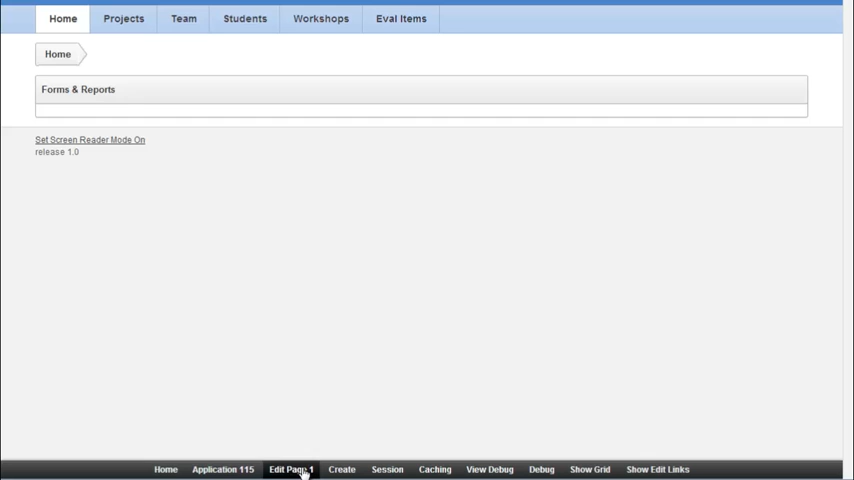 Home Projects Team Students Workshops Eval Items
Home
Forms & Reports
Set Screen Reader Mode On
release 1.0
Home Application 115 Edit Page 1 Create Session Caching View Debug Debug Show Grid Show Edit Links